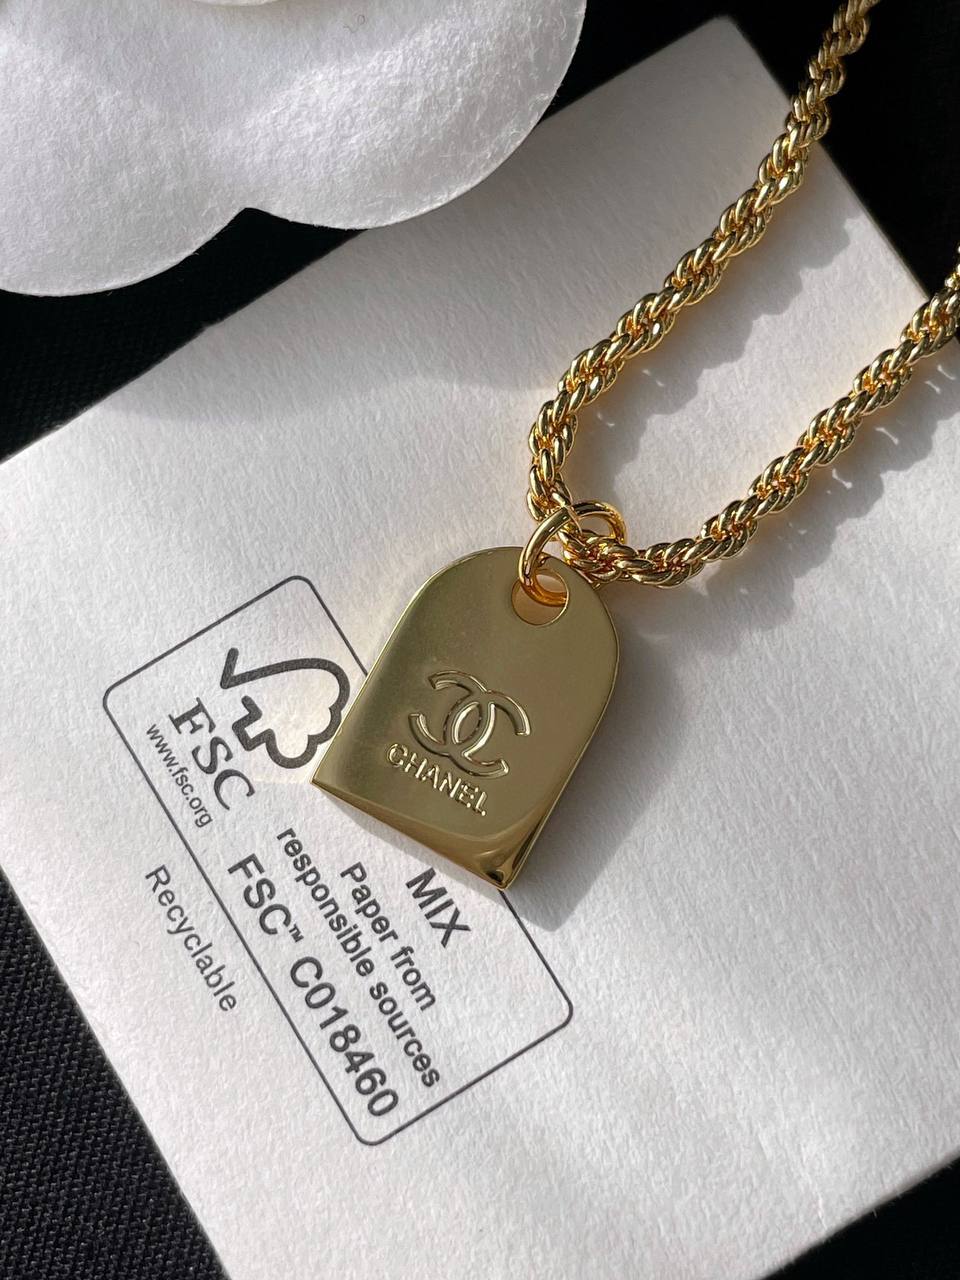 CHANEL
FSC
www.fsc.org
MIX
Paper from
responsible sources
FSC™ C018460
Recyclable